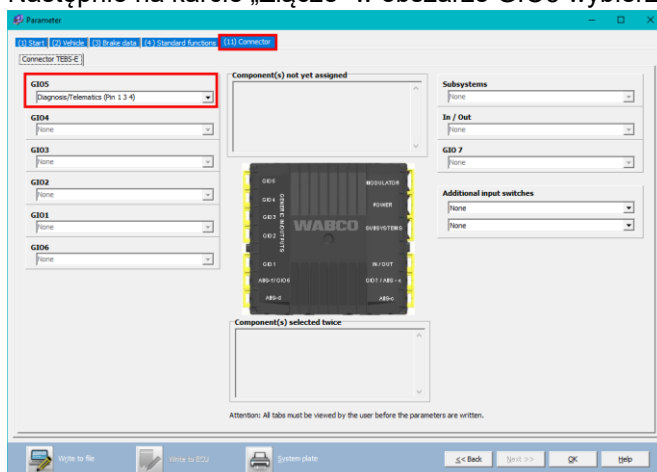 Następnie na karcie „Złącze" w obszarze GIO5 wybierz
Parameter
[1] Start [2] Vehicle [3] Brake data [4] Standard functions [11] Connector
Connector TEBS-E
GIO5
Diagnosis/Telematics (Pin 1 3 4)
GIO4
None
GIO3
None
GIO2
None
GIO1
None
GIO6
None
Component(s) not yet assigned
GIO5
GIO4
GIO3
GIO2
GIO1
ABS-f/GIO6
ABS-d
GENERIC IN/OUTPUTS
WABCO
MODULATOR
POWER
SUBSYSTEMS
IN/OUT
GIO7 / ABS-e
ABS-c
Component(s) selected twice
Subsystems
None
In / Out
None
GIO 7
None
Additional input switches
None
None
Attention: All tabs must be viewed by the user before the parameters are written.
Write to file
Write to ECU
System plate
<< Back
Next >>
OK
Help